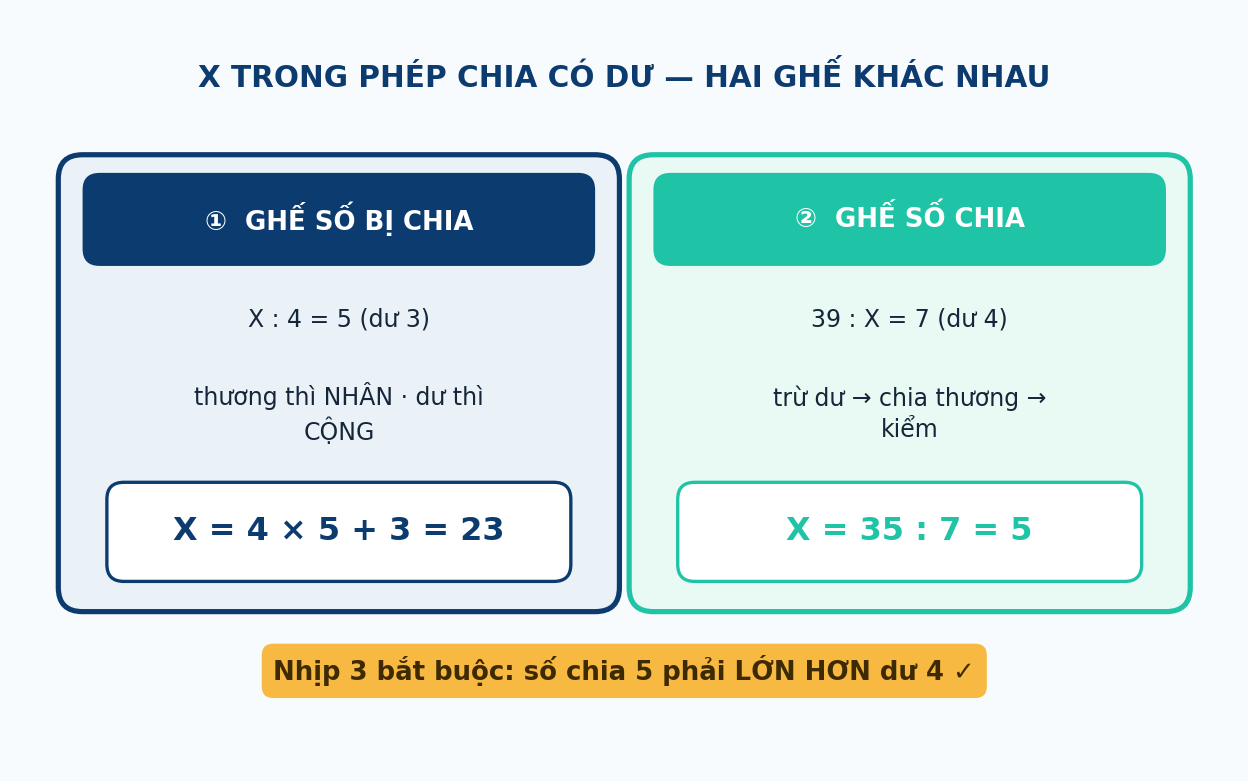 X TRONG PHÉP CHIA CÓ DƯ — HAI GHẾ KHÁC NHAU
① GHẾ SỐ BỊ CHIA
X : 4 = 5 (dư 3)
thương thì NHÂN · dư thì
CỘNG
X = 4 × 5 + 3 = 23
② GHẾ SỐ CHIA
39 : X = 7 (dư 4)
trừ dư → chia thương →
kiểm
X = 35 : 7 = 5
Nhịp 3 bắt buộc: số chia 5 phải LỚN HƠN dư 4 ✓